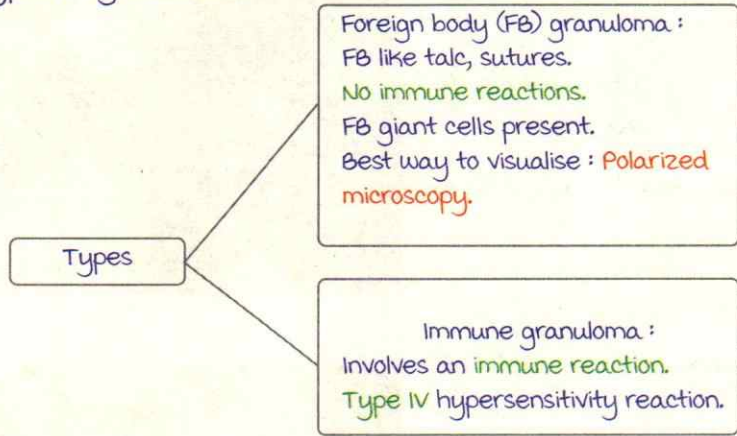 Foreign body (FB) granuloma :
FB like talc, sutures.
No immune reactions.
FB giant cells present.
Best way to visualise : Polarized
microscopy.
Types
Immune granuloma :
Involves an immune reaction.
Type IV hypersensitivity reaction.